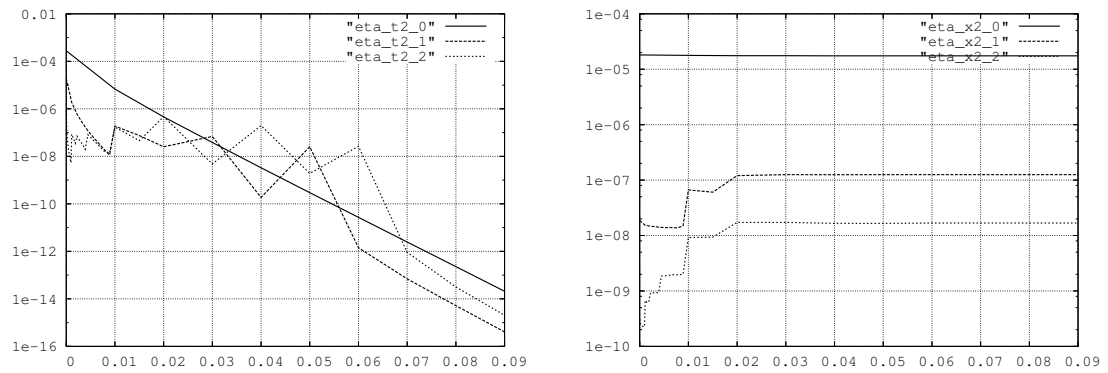 0.01
"eta_t2_0"
"eta_t2_1"
"eta_t2_2"
1e-04
1e-06
1e-08
1e-10
1e-12
1e-14
1e-16
0 0.01 0.02 0.03 0.04 0.05 0.06 0.07 0.08 0.09
1e-04
"eta_x2_0"
"eta_x2_1"
"eta_x2_2"
1e-05
1e-06
1e-07
1e-08
1e-09
1e-10
0 0.01 0.02 0.03 0.04 0.05 0.06 0.07 0.08 0.09